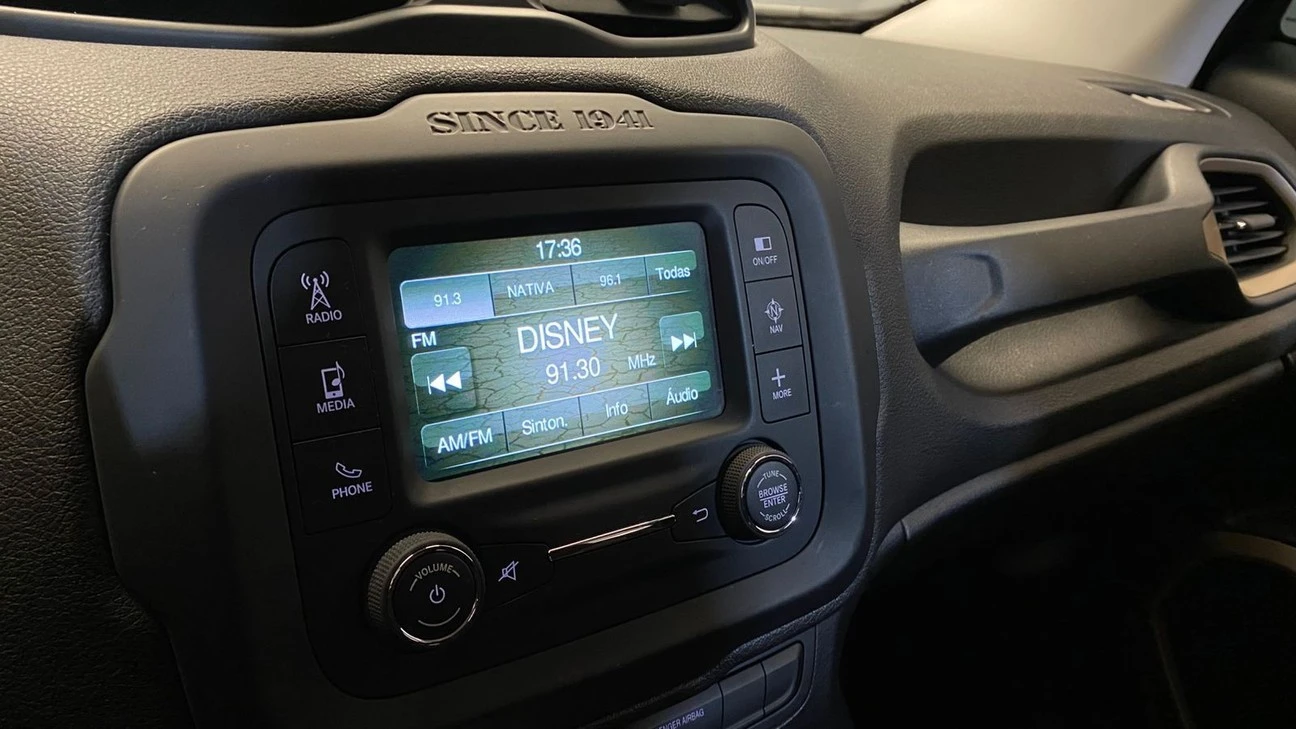 SINCE 1941
RADIO
MEDIA
PHONE
17:36
91.3 NATIVA 96.1 Todas
FM
DISNEY
91.30 MHz
AM/FM Sinton. Info Áudio
ON/OFF
N
NAV
MORE
VOLUME
TUNE
BROWSE
ENTER
SCROLL
AIRBAG